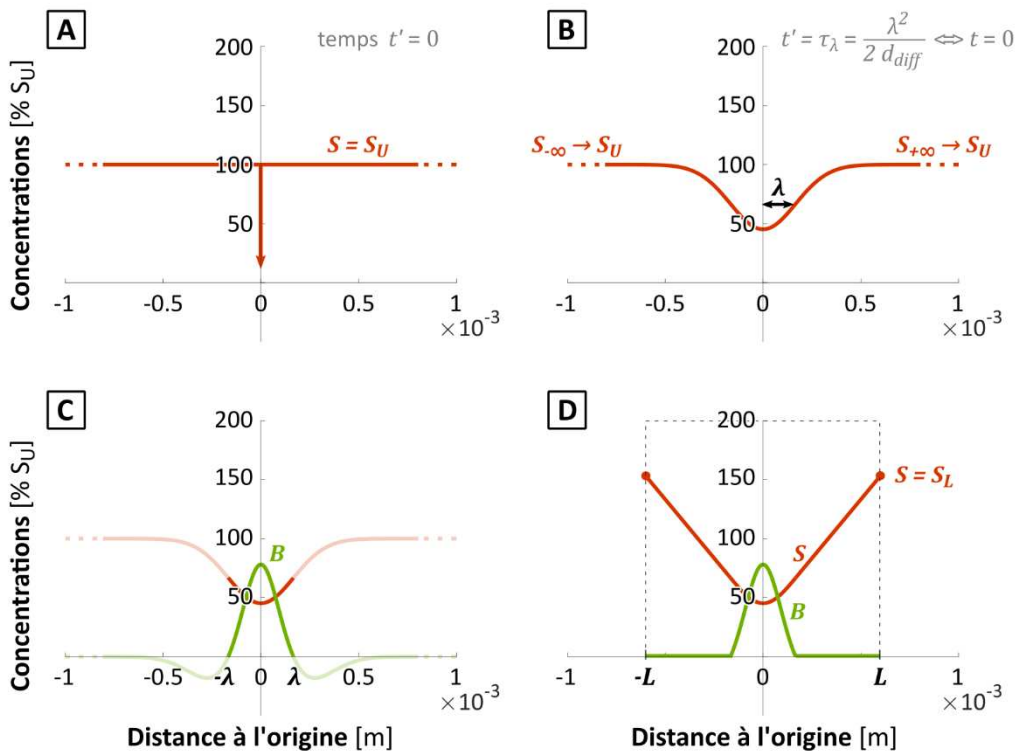 A
temps t' = 0
Concentrations [% S_U]
200
150
100
50
S = S_U
-1
-0.5
0
0.5
1
×10⁻³
B
t' = τ_λ = λ² / 2 d_diff ⟺ t = 0
200
150
100
50
S_-∞ → S_U
S_+∞ → S_U
λ
-1
-0.5
0
0.5
1
×10⁻³
C
Concentrations [% S_U]
200
150
100
50
B
-1
-0.5
-λ
0
λ
0.5
1
×10⁻³
Distance à l'origine [m]
D
200
150
100
50
S = S_L
S
B
-1
-L
0
L
1
×10⁻³
Distance à l'origine [m]